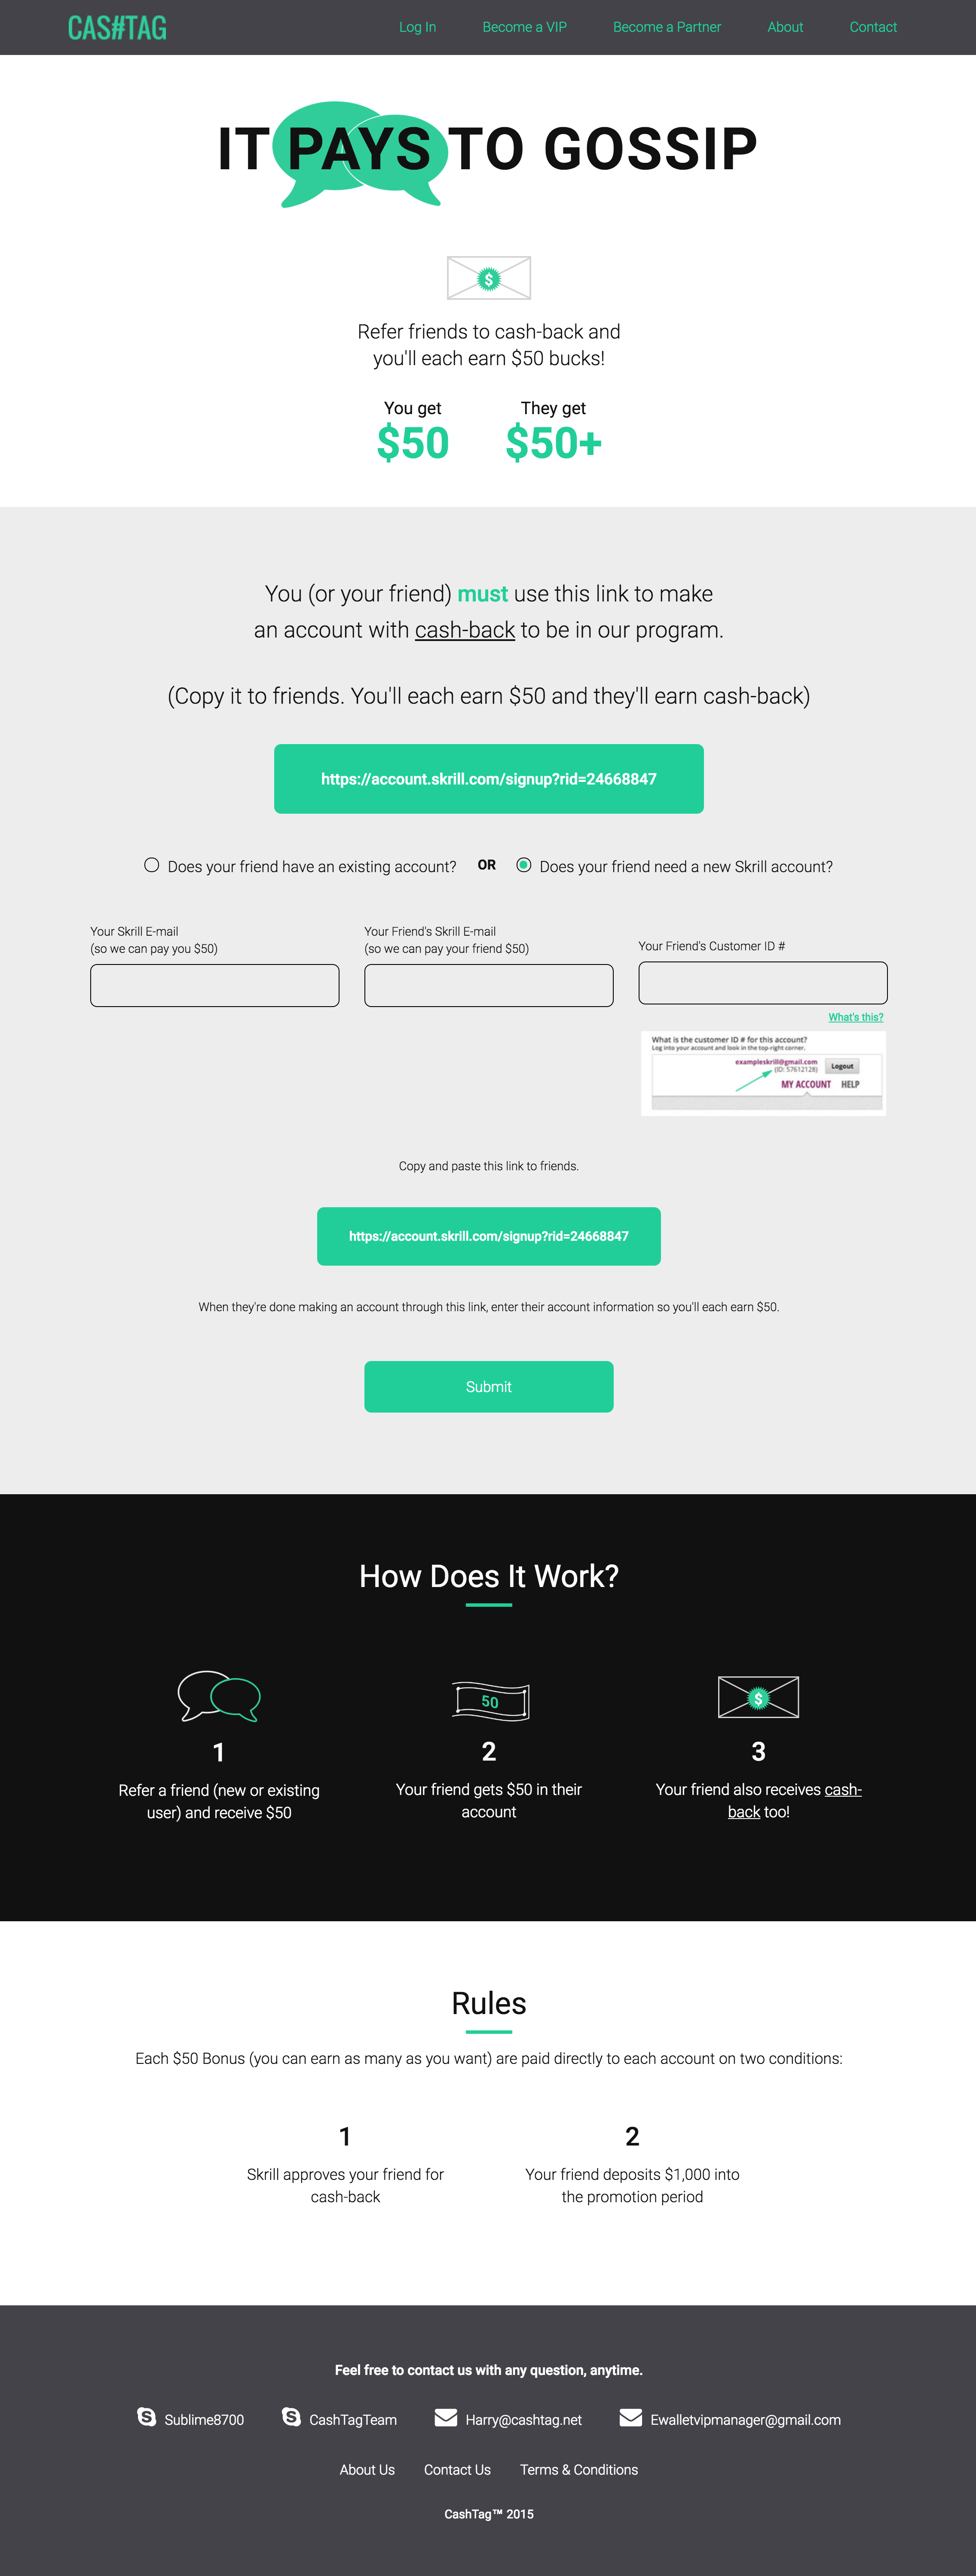 CAS#TAG
Log In
Become a VIP
Become a Partner
About
Contact
IT PAYS TO GOSSIP
$
Refer friends to cash-back and
you'll each earn $50 bucks!
You get
$50
They get
$50+
You (or your friend) must use this link to make
an account with cash-back to be in our program.
(Copy it to friends. You'll each earn $50 and they'll earn cash-back)
https://account.skrill.com/signup?rid=24668847
Does your friend have an existing account?
OR
Does your friend need a new Skrill account?
Your Skrill E-mail
(so we can pay you $50)
Your Friend's Skrill E-mail
(so we can pay your friend $50)
Your Friend's Customer ID #
What's this?
What is the customer ID # for this account?
Log into your account and look in the top-right corner.
exampleskrill@gmail.com
(ID: 57612128)
Logout
MY ACCOUNT
HELP
Copy and paste this link to friends.
https://account.skrill.com/signup?rid=24668847
When they're done making an account through this link, enter their account information so you'll each earn $50.
Submit
How Does It Work?
1
Refer a friend (new or existing
user) and receive $50
50
2
Your friend gets $50 in their
account
$
3
Your friend also receives cash-
back too!
Rules
Each $50 Bonus (you can earn as many as you want) are paid directly to each account on two conditions:
1
Skrill approves your friend for
cash-back
2
Your friend deposits $1,000 into
the promotion period
Feel free to contact us with any question, anytime.
Sublime8700
CashTagTeam
Harry@cashtag.net
Ewalletvipmanager@gmail.com
About Us
Contact Us
Terms & Conditions
CashTag™ 2015